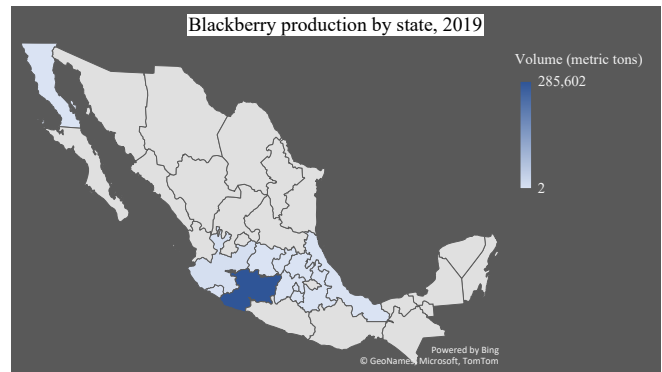 Blackberry production by state, 2019
Volume (metric tons)
285,602
2
Powered by Bing
© GeoNames, Microsoft, TomTom